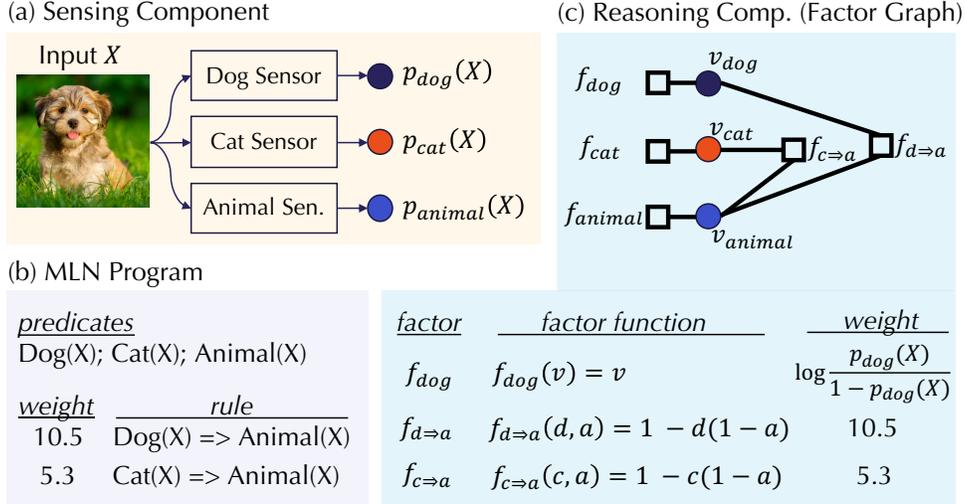 (a) Sensing Component
Input X
Dog Sensor
p_dog(X)
Cat Sensor
p_cat(X)
Animal Sen.
p_animal(X)
(c) Reasoning Comp. (Factor Graph)
f_dog
v_dog
f_cat
v_cat
f_c⇒a
f_d⇒a
f_animal
v_animal
(b) MLN Program
predicates
Dog(X); Cat(X); Animal(X)
weight rule
10.5 Dog(X) => Animal(X)
5.3 Cat(X) => Animal(X)
factor factor function weight
f_dog f_dog(v) = v log p_dog(X) / 1 − p_dog(X)
f_d⇒a f_d⇒a(d, a) = 1 − d(1 − a) 10.5
f_c⇒a f_c⇒a(c, a) = 1 − c(1 − a) 5.3